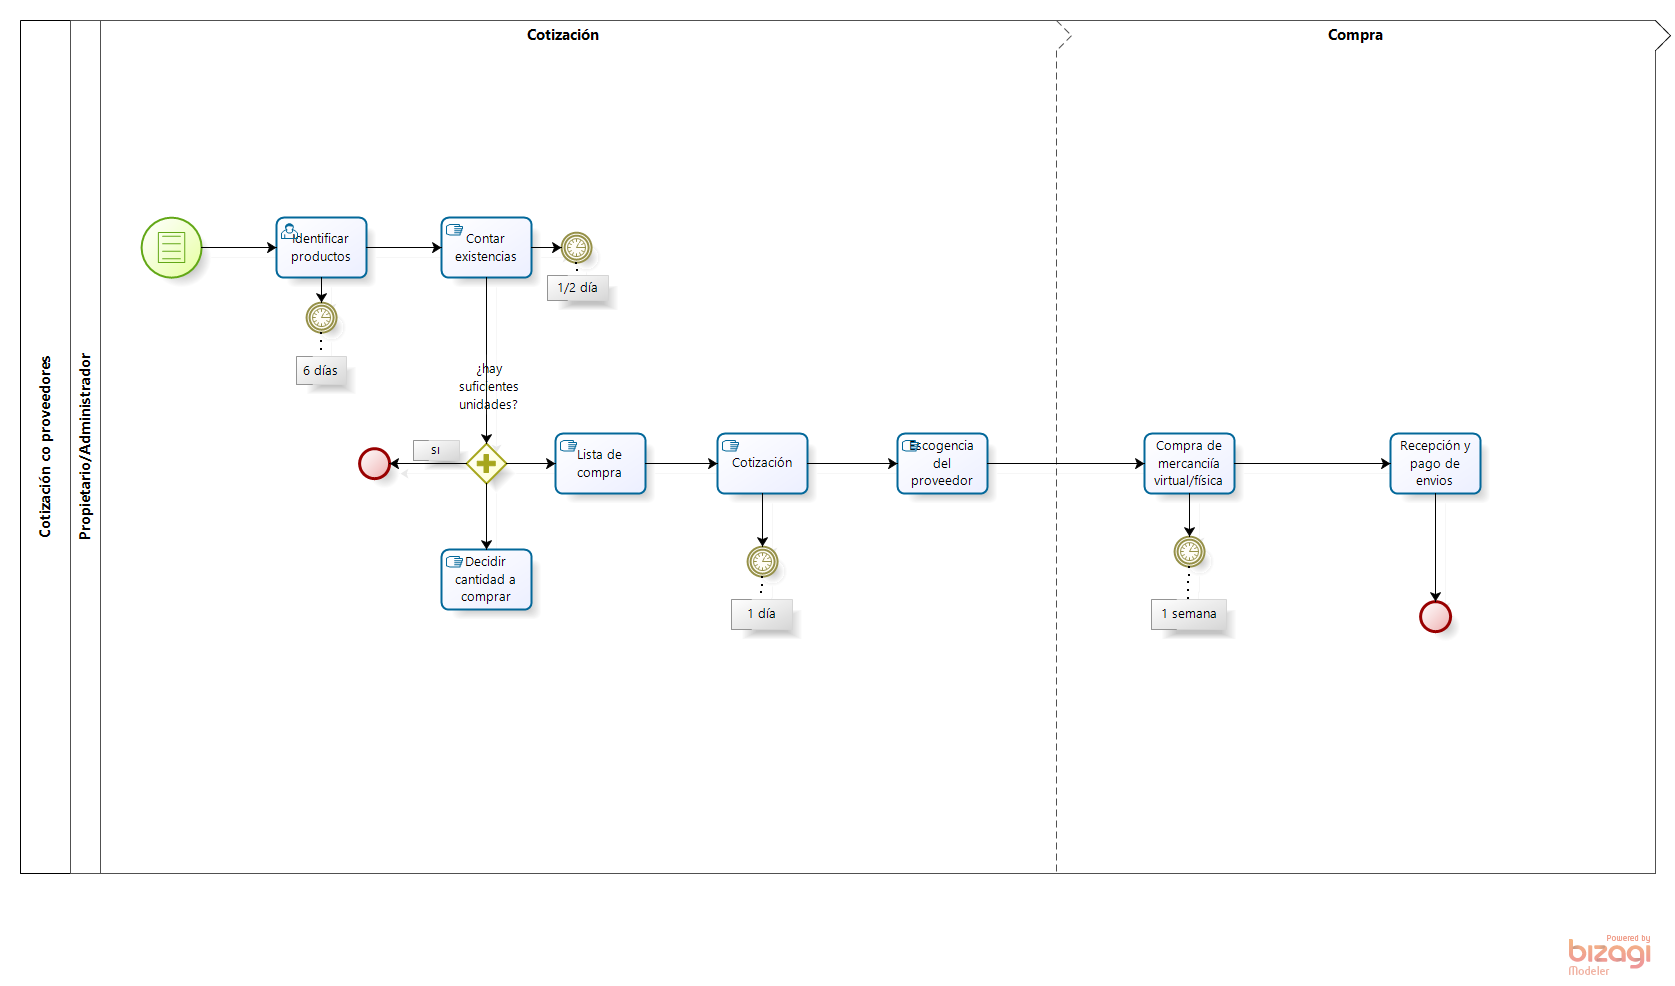 Cotización
Compra
Cotización co proveedores
Propietario/Administrador
Identificar
productos
Contar
existencias
1/2 día
6 días
¿hay
suficientes
unidades?
SI
Lista de
compra
Cotización
Escogencia
del
proveedor
Compra de
mercanciía
virtual/física
Recepción y
pago de
envios
Decidir
cantidad a
comprar
1 día
1 semana
Powered by
bizagi
Modeler